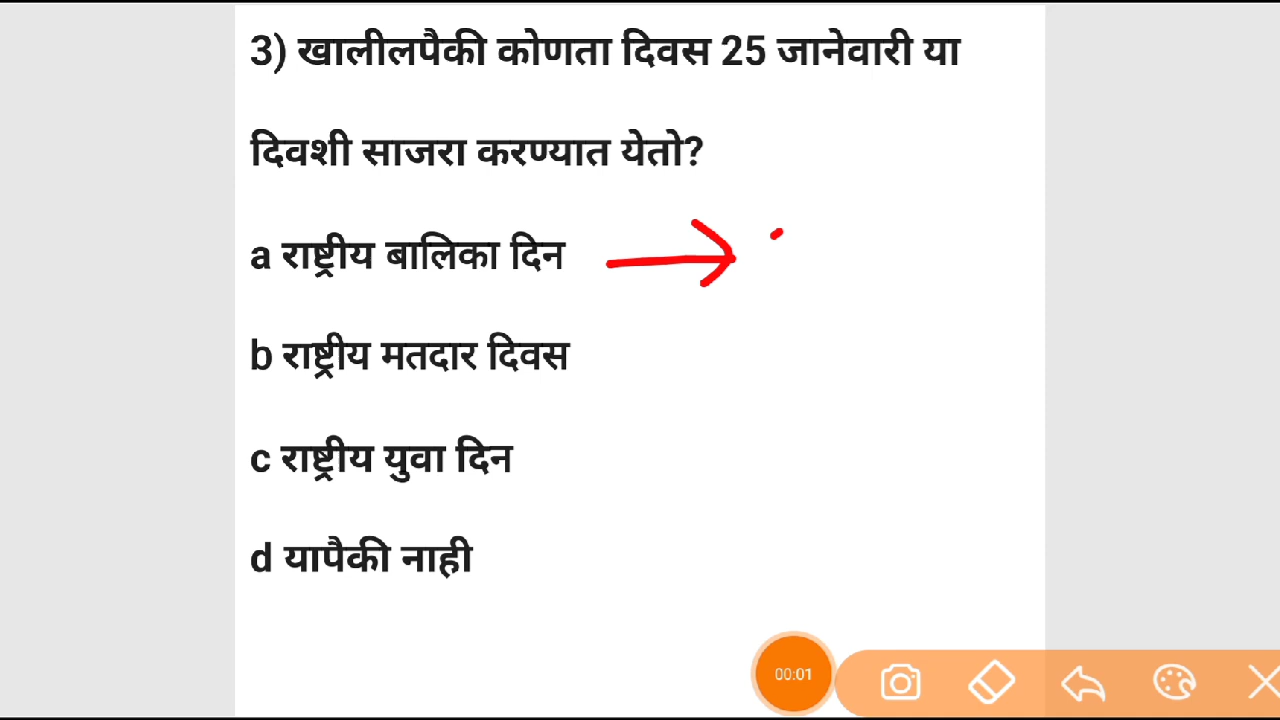 3) खालीलपैकी कोणता दिवस 25 जानेवारी या
दिवशी साजरा करण्यात येतो?
a राष्ट्रीय बालिका दिन
b राष्ट्रीय मतदार दिवस
c राष्ट्रीय युवा दिन
d यापैकी नाही
00:01